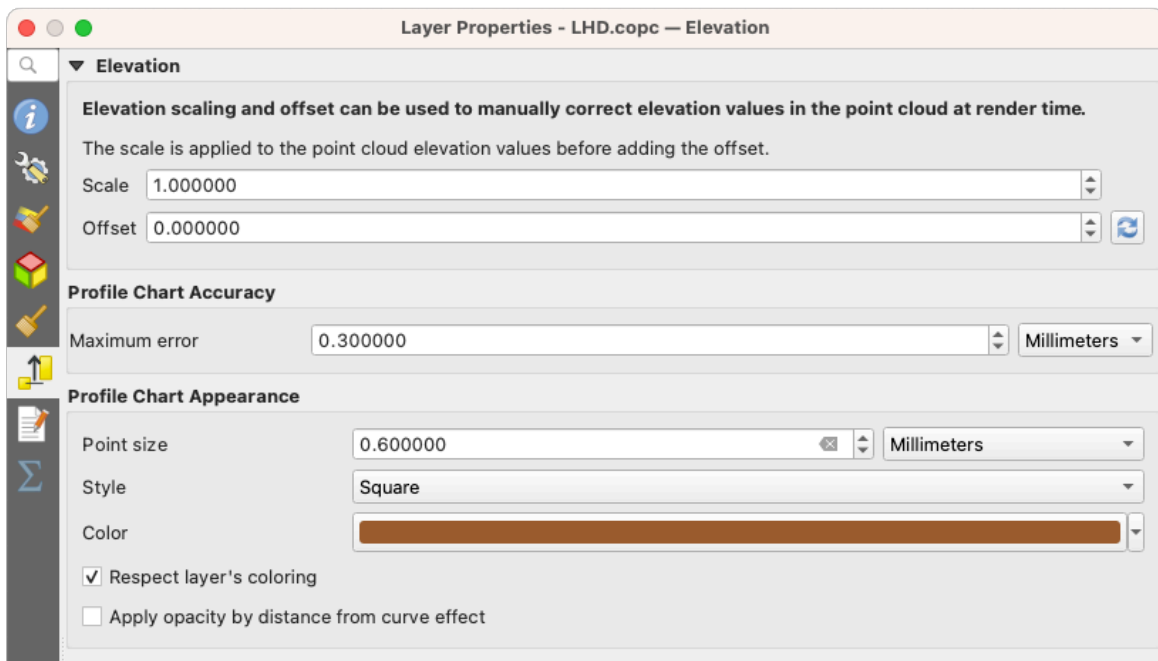 Layer Properties - LHD.copc — Elevation
Elevation
Elevation scaling and offset can be used to manually correct elevation values in the point cloud at render time.
The scale is applied to the point cloud elevation values before adding the offset.
Scale 1.000000
Offset 0.000000
Profile Chart Accuracy
Maximum error 0.300000 Millimeters
Profile Chart Appearance
Point size 0.600000 Millimeters
Style Square
Color
Respect layer's coloring
Apply opacity by distance from curve effect